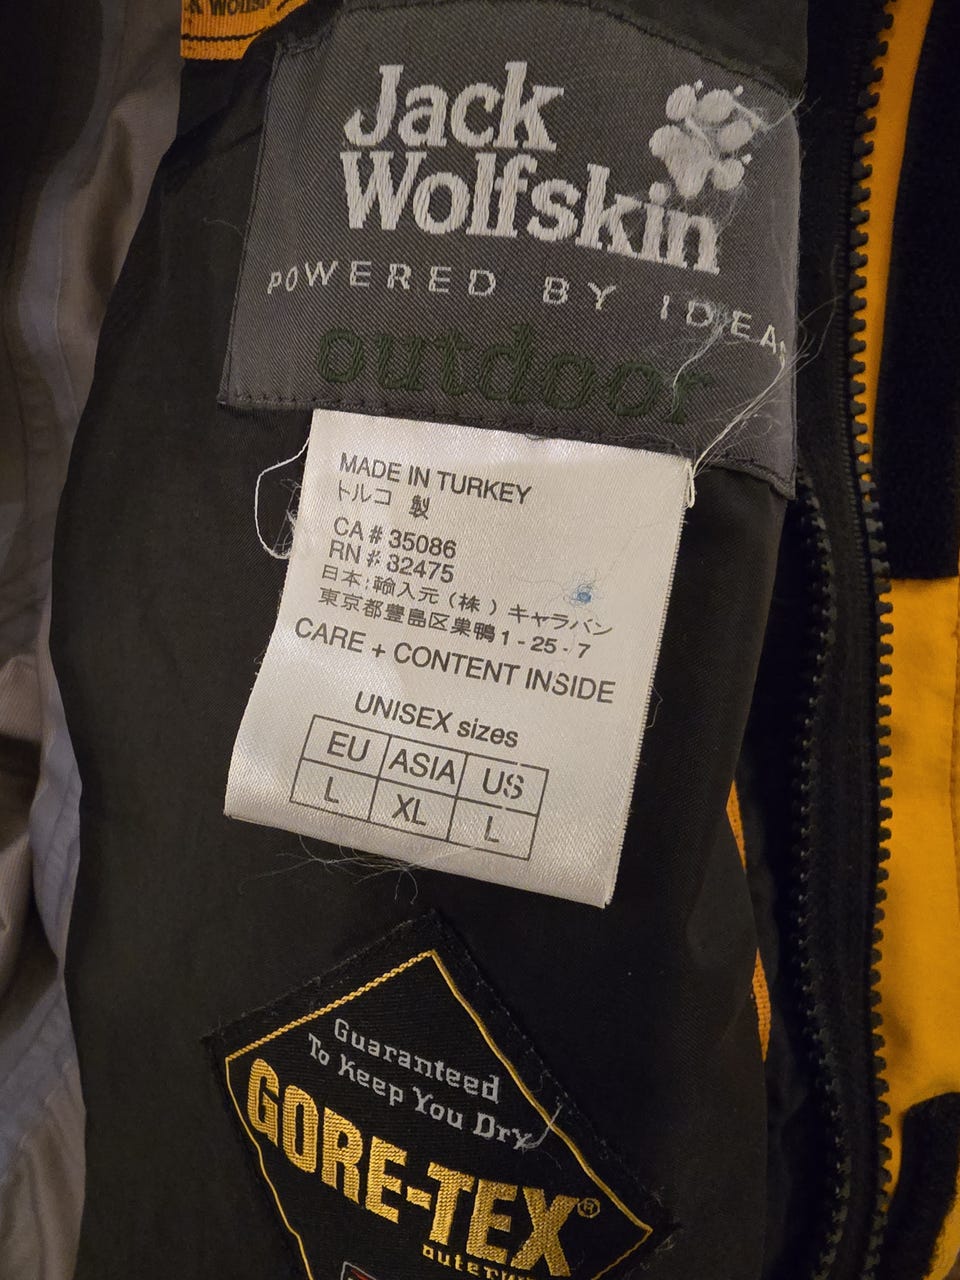 Jack
Wolfskin
POWERED BY IDEAS
outdoor
MADE IN TURKEY
トルコ 製
CA # 35086
RN # 32475
日本:輸入元(株)キャラバン
東京都豊島区巣鴨1-25-7
CARE + CONTENT INSIDE
UNISEX sizes
EU ASIA US
L XL L
Guaranteed
To Keep You Dry
GORE-TEX®